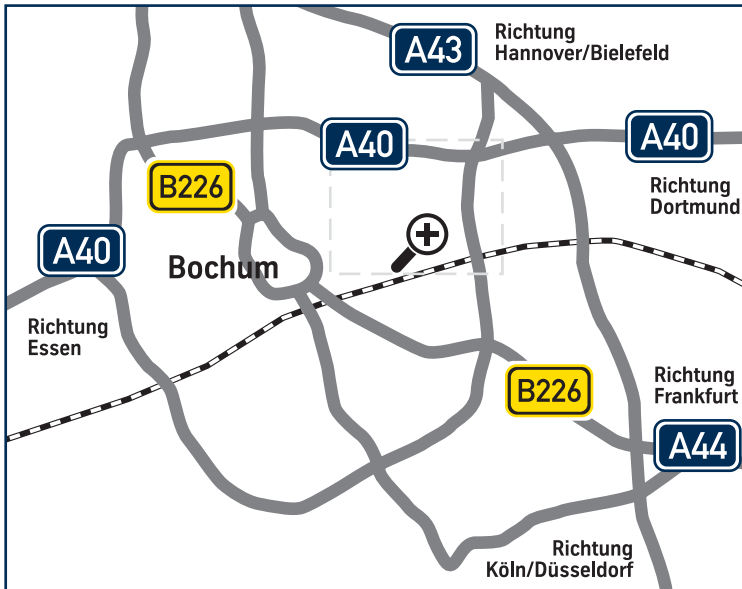 A43
Richtung
Hannover/Bielefeld
A40
A40
B226
Richtung
Dortmund
A40
Bochum
Richtung
Essen
B226
Richtung
Frankfurt
A44
Richtung
Köln/Düsseldorf